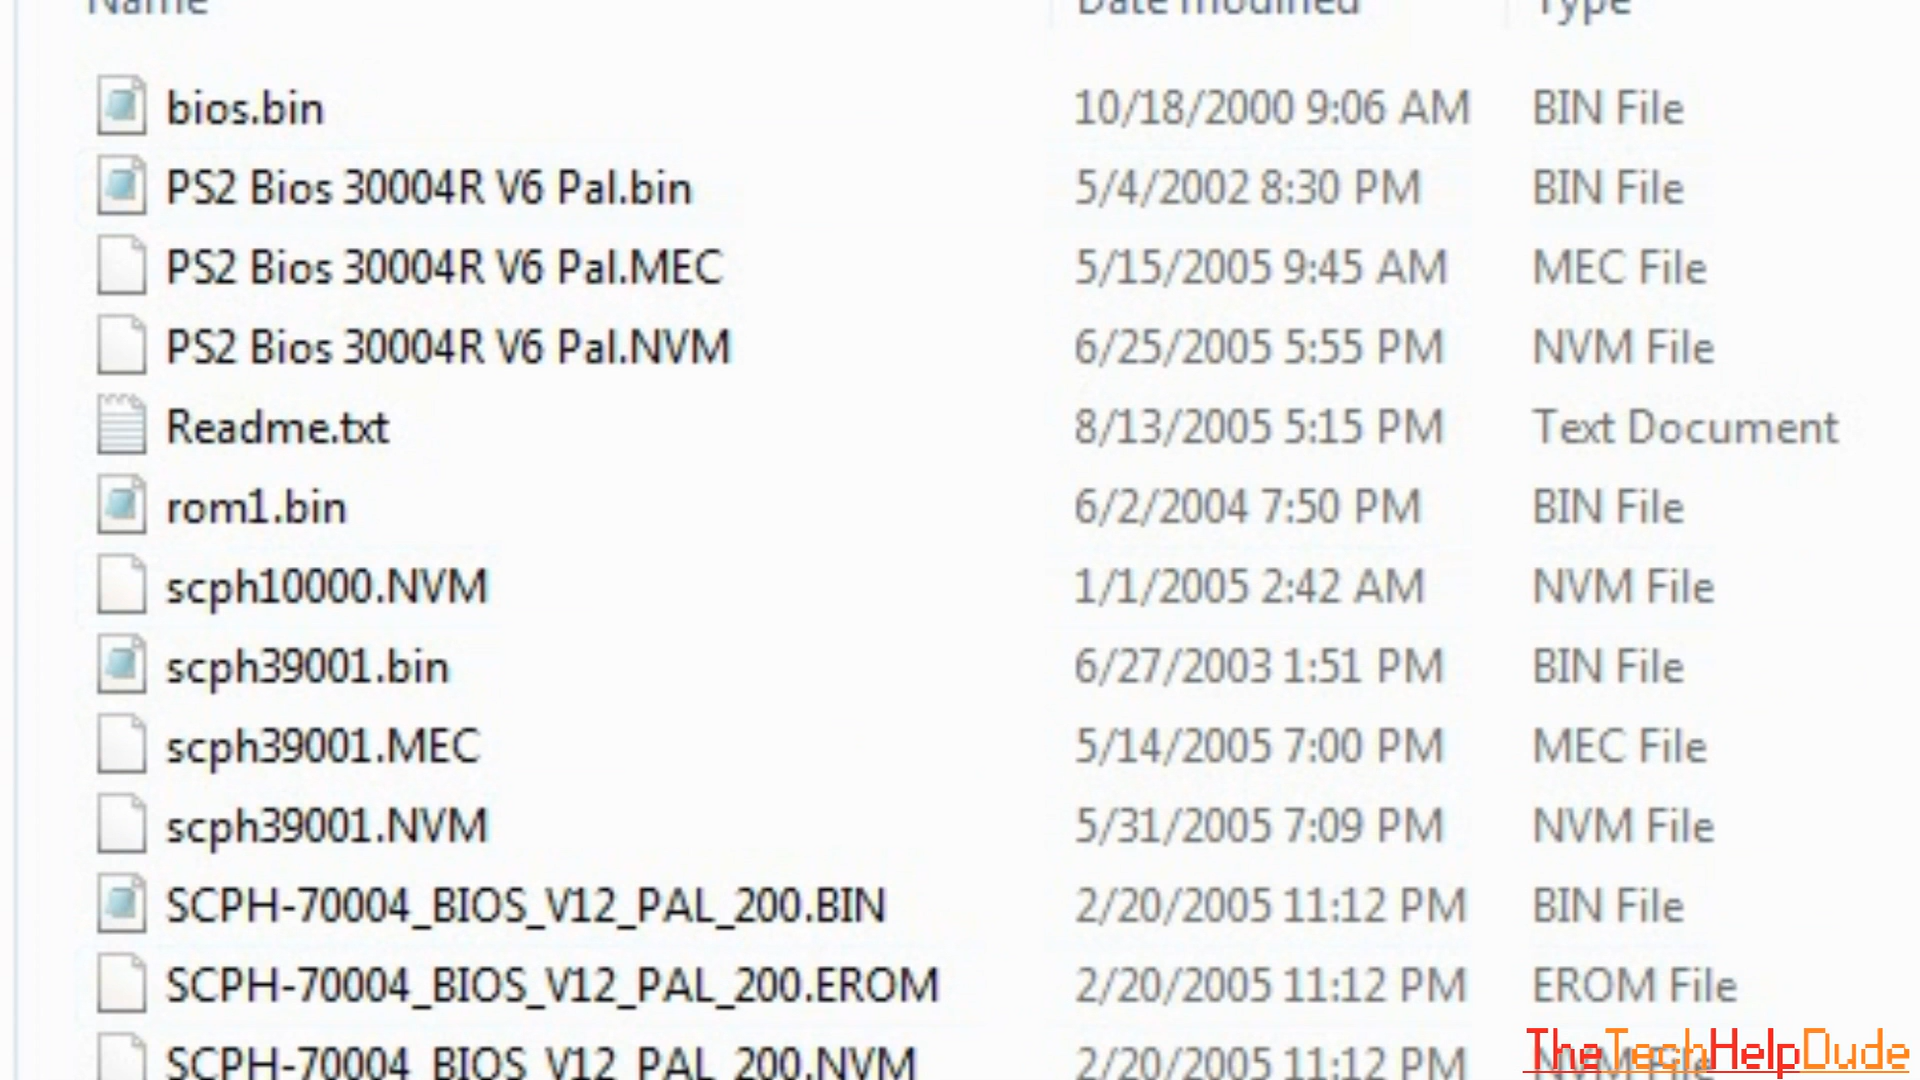 Name Date modified Type
bios.bin 10/18/2000 9:06 AM BIN File
PS2 Bios 30004R V6 Pal.bin 5/4/2002 8:30 PM BIN File
PS2 Bios 30004R V6 Pal.MEC 5/15/2005 9:45 AM MEC File
PS2 Bios 30004R V6 Pal.NVM 6/25/2005 5:55 PM NVM File
Readme.txt 8/13/2005 5:15 PM Text Document
rom1.bin 6/2/2004 7:50 PM BIN File
scph10000.NVM 1/1/2005 2:42 AM NVM File
scph39001.bin 6/27/2003 1:51 PM BIN File
scph39001.MEC 5/14/2005 7:00 PM MEC File
scph39001.NVM 5/31/2005 7:09 PM NVM File
SCPH-70004_BIOS_V12_PAL_200.BIN 2/20/2005 11:12 PM BIN File
SCPH-70004_BIOS_V12_PAL_200.EROM 2/20/2005 11:12 PM EROM File
SCPH-70004_BIOS_V12_PAL_200.NVM 2/20/2005 11:12 PM NVM File
TheTechHelpDude